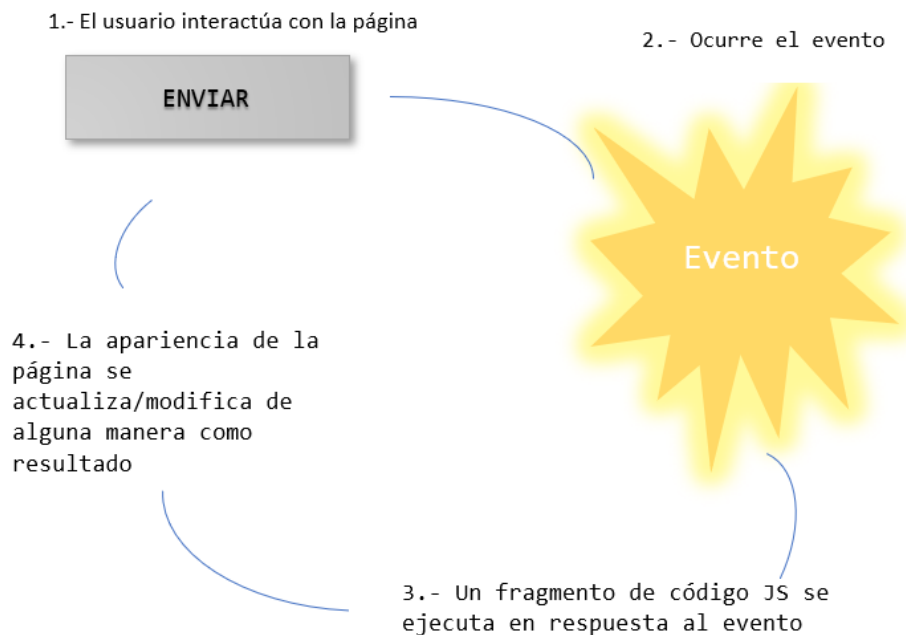 1.- El usuario interactúa con la página
ENVIAR
2.- Ocurre el evento
Evento
3.- Un fragmento de código JS se
ejecuta en respuesta al evento
4.- La apariencia de la
página se
actualiza/modifica de
alguna manera como
resultado